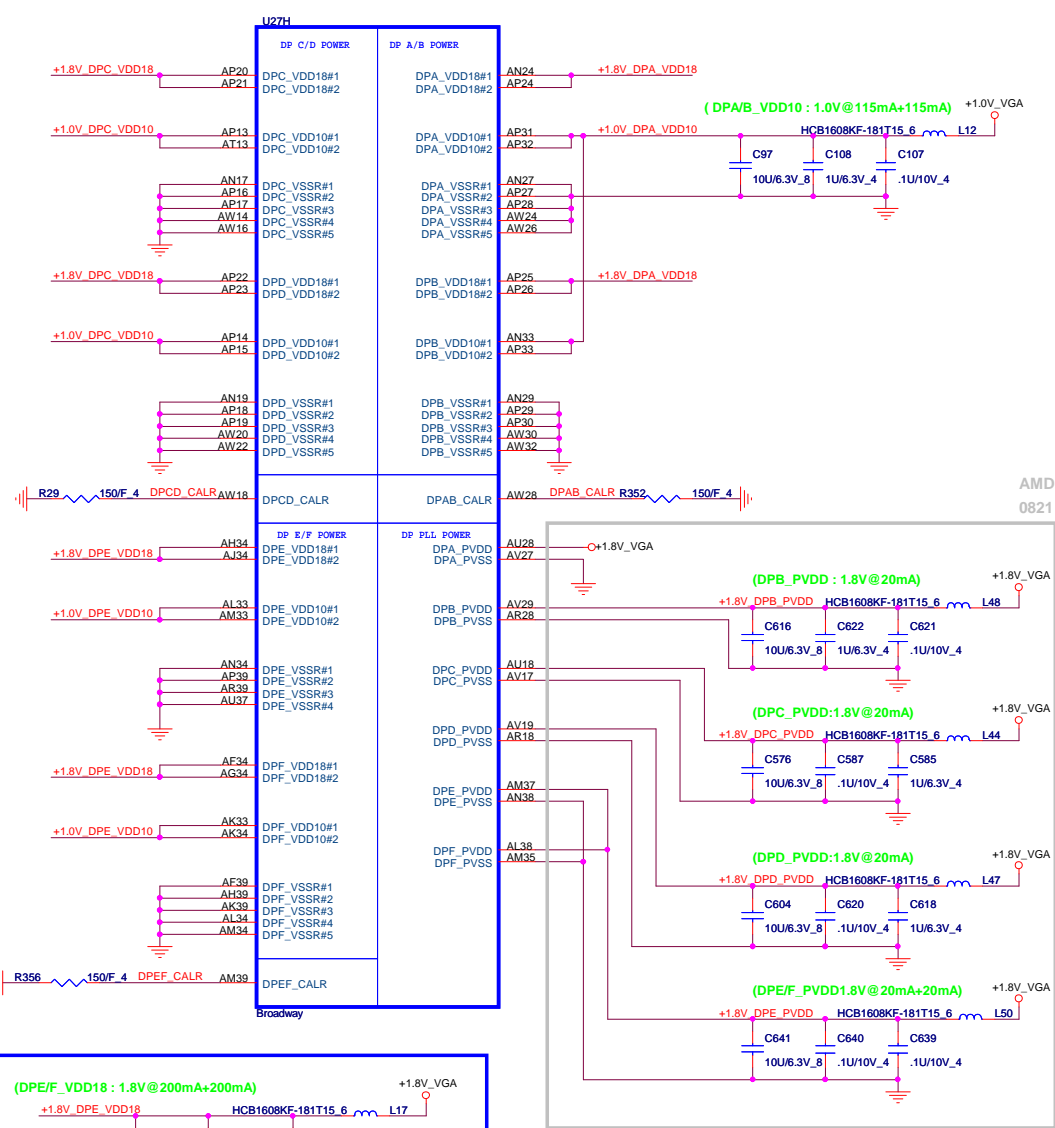 U27H
DP C/D POWER
DP A/B POWER
+1.8V_DPC_VDD18
AP20
AP21
DPC_VDD18#1
DPC_VDD18#2
DPA_VDD18#1
DPA_VDD18#2
AN24
AP24
+1.8V_DPA_VDD18
( DPA/B_VDD10 : 1.0V@115mA+115mA)
+1.0V_VGA
+1.0V_DPC_VDD10
AP13
AT13
DPC_VDD10#1
DPC_VDD10#2
DPA_VDD10#1
DPA_VDD10#2
AP31
AP32
+1.0V_DPA_VDD10
HCB1608KF-181T15_6
L12
C97
10U/6.3V_8
C108
1U/6.3V_4
C107
.1U/10V_4
AN17
AP16
AP17
AW14
AW16
DPC_VSSR#1
DPC_VSSR#2
DPC_VSSR#3
DPC_VSSR#4
DPC_VSSR#5
DPA_VSSR#1
DPA_VSSR#2
DPA_VSSR#3
DPA_VSSR#4
DPA_VSSR#5
AN27
AP27
AP28
AW24
AW26
+1.8V_DPC_VDD18
AP22
AP23
DPD_VDD18#1
DPD_VDD18#2
DPB_VDD18#1
DPB_VDD18#2
AP25
AP26
+1.8V_DPA_VDD18
+1.0V_DPC_VDD10
AP14
AP15
DPD_VDD10#1
DPD_VDD10#2
DPB_VDD10#1
DPB_VDD10#2
AN33
AP33
AN19
AP18
AP19
AW20
AW22
DPD_VSSR#1
DPD_VSSR#2
DPD_VSSR#3
DPD_VSSR#4
DPD_VSSR#5
DPB_VSSR#1
DPB_VSSR#2
DPB_VSSR#3
DPB_VSSR#4
DPB_VSSR#5
AN29
AP29
AP30
AW30
AW32
R29
150/F_4
DPCD_CALR
AW18
DPCD_CALR
DPAB_CALR
AW28
DPAB_CALR
R352
150/F_4
AMD
0821
DP E/F POWER
DP PLL POWER
+1.8V_DPE_VDD18
AH34
AJ34
DPE_VDD18#1
DPE_VDD18#2
DPA_PVDD
DPA_PVSS
AU28
AV27
+1.8V_VGA
(DPB_PVDD : 1.8V@20mA)
+1.8V_VGA
+1.0V_DPE_VDD10
AL33
AM33
DPE_VDD10#1
DPE_VDD10#2
DPB_PVDD
DPB_PVSS
AV29
AR28
+1.8V_DPB_PVDD
HCB1608KF-181T15_6
L48
C616
10U/6.3V_8
C622
1U/6.3V_4
C621
.1U/10V_4
AN34
AP39
AR39
AU37
DPE_VSSR#1
DPE_VSSR#2
DPE_VSSR#3
DPE_VSSR#4
DPC_PVDD
DPC_PVSS
AU18
AV17
(DPC_PVDD:1.8V@20mA)
+1.8V_VGA
+1.8V_DPC_PVDD
HCB1608KF-181T15_6
L44
C576
10U/6.3V_8
C587
.1U/10V_4
C585
1U/6.3V_4
DPD_PVDD
DPD_PVSS
AV19
AR18
+1.8V_DPE_VDD18
AF34
AG34
DPF_VDD18#1
DPF_VDD18#2
DPE_PVDD
DPE_PVSS
AM37
AN38
+1.0V_DPE_VDD10
AK33
AK34
DPF_VDD10#1
DPF_VDD10#2
DPF_PVDD
DPF_PVSS
AL38
AM35
(DPD_PVDD:1.8V@20mA)
+1.8V_VGA
+1.8V_DPD_PVDD
HCB1608KF-181T15_6
L47
C604
10U/6.3V_8
C620
.1U/10V_4
C618
1U/6.3V_4
AF39
AH39
AK39
AL34
AM34
DPF_VSSR#1
DPF_VSSR#2
DPF_VSSR#3
DPF_VSSR#4
DPF_VSSR#5
R356
150/F_4
DPEF_CALR
AM39
DPEF_CALR
Broadway
(DPE/F_PVDD1.8V@20mA+20mA)
+1.8V_VGA
+1.8V_DPE_PVDD
HCB1608KF-181T15_6
L50
C641
10U/6.3V_8
C640
.1U/10V_4
C639
.1U/10V_4
(DPE/F_VDD18 : 1.8V@200mA+200mA)
+1.8V_VGA
+1.8V_DPE_VDD18
HCB1608KF-181T15_6
L17